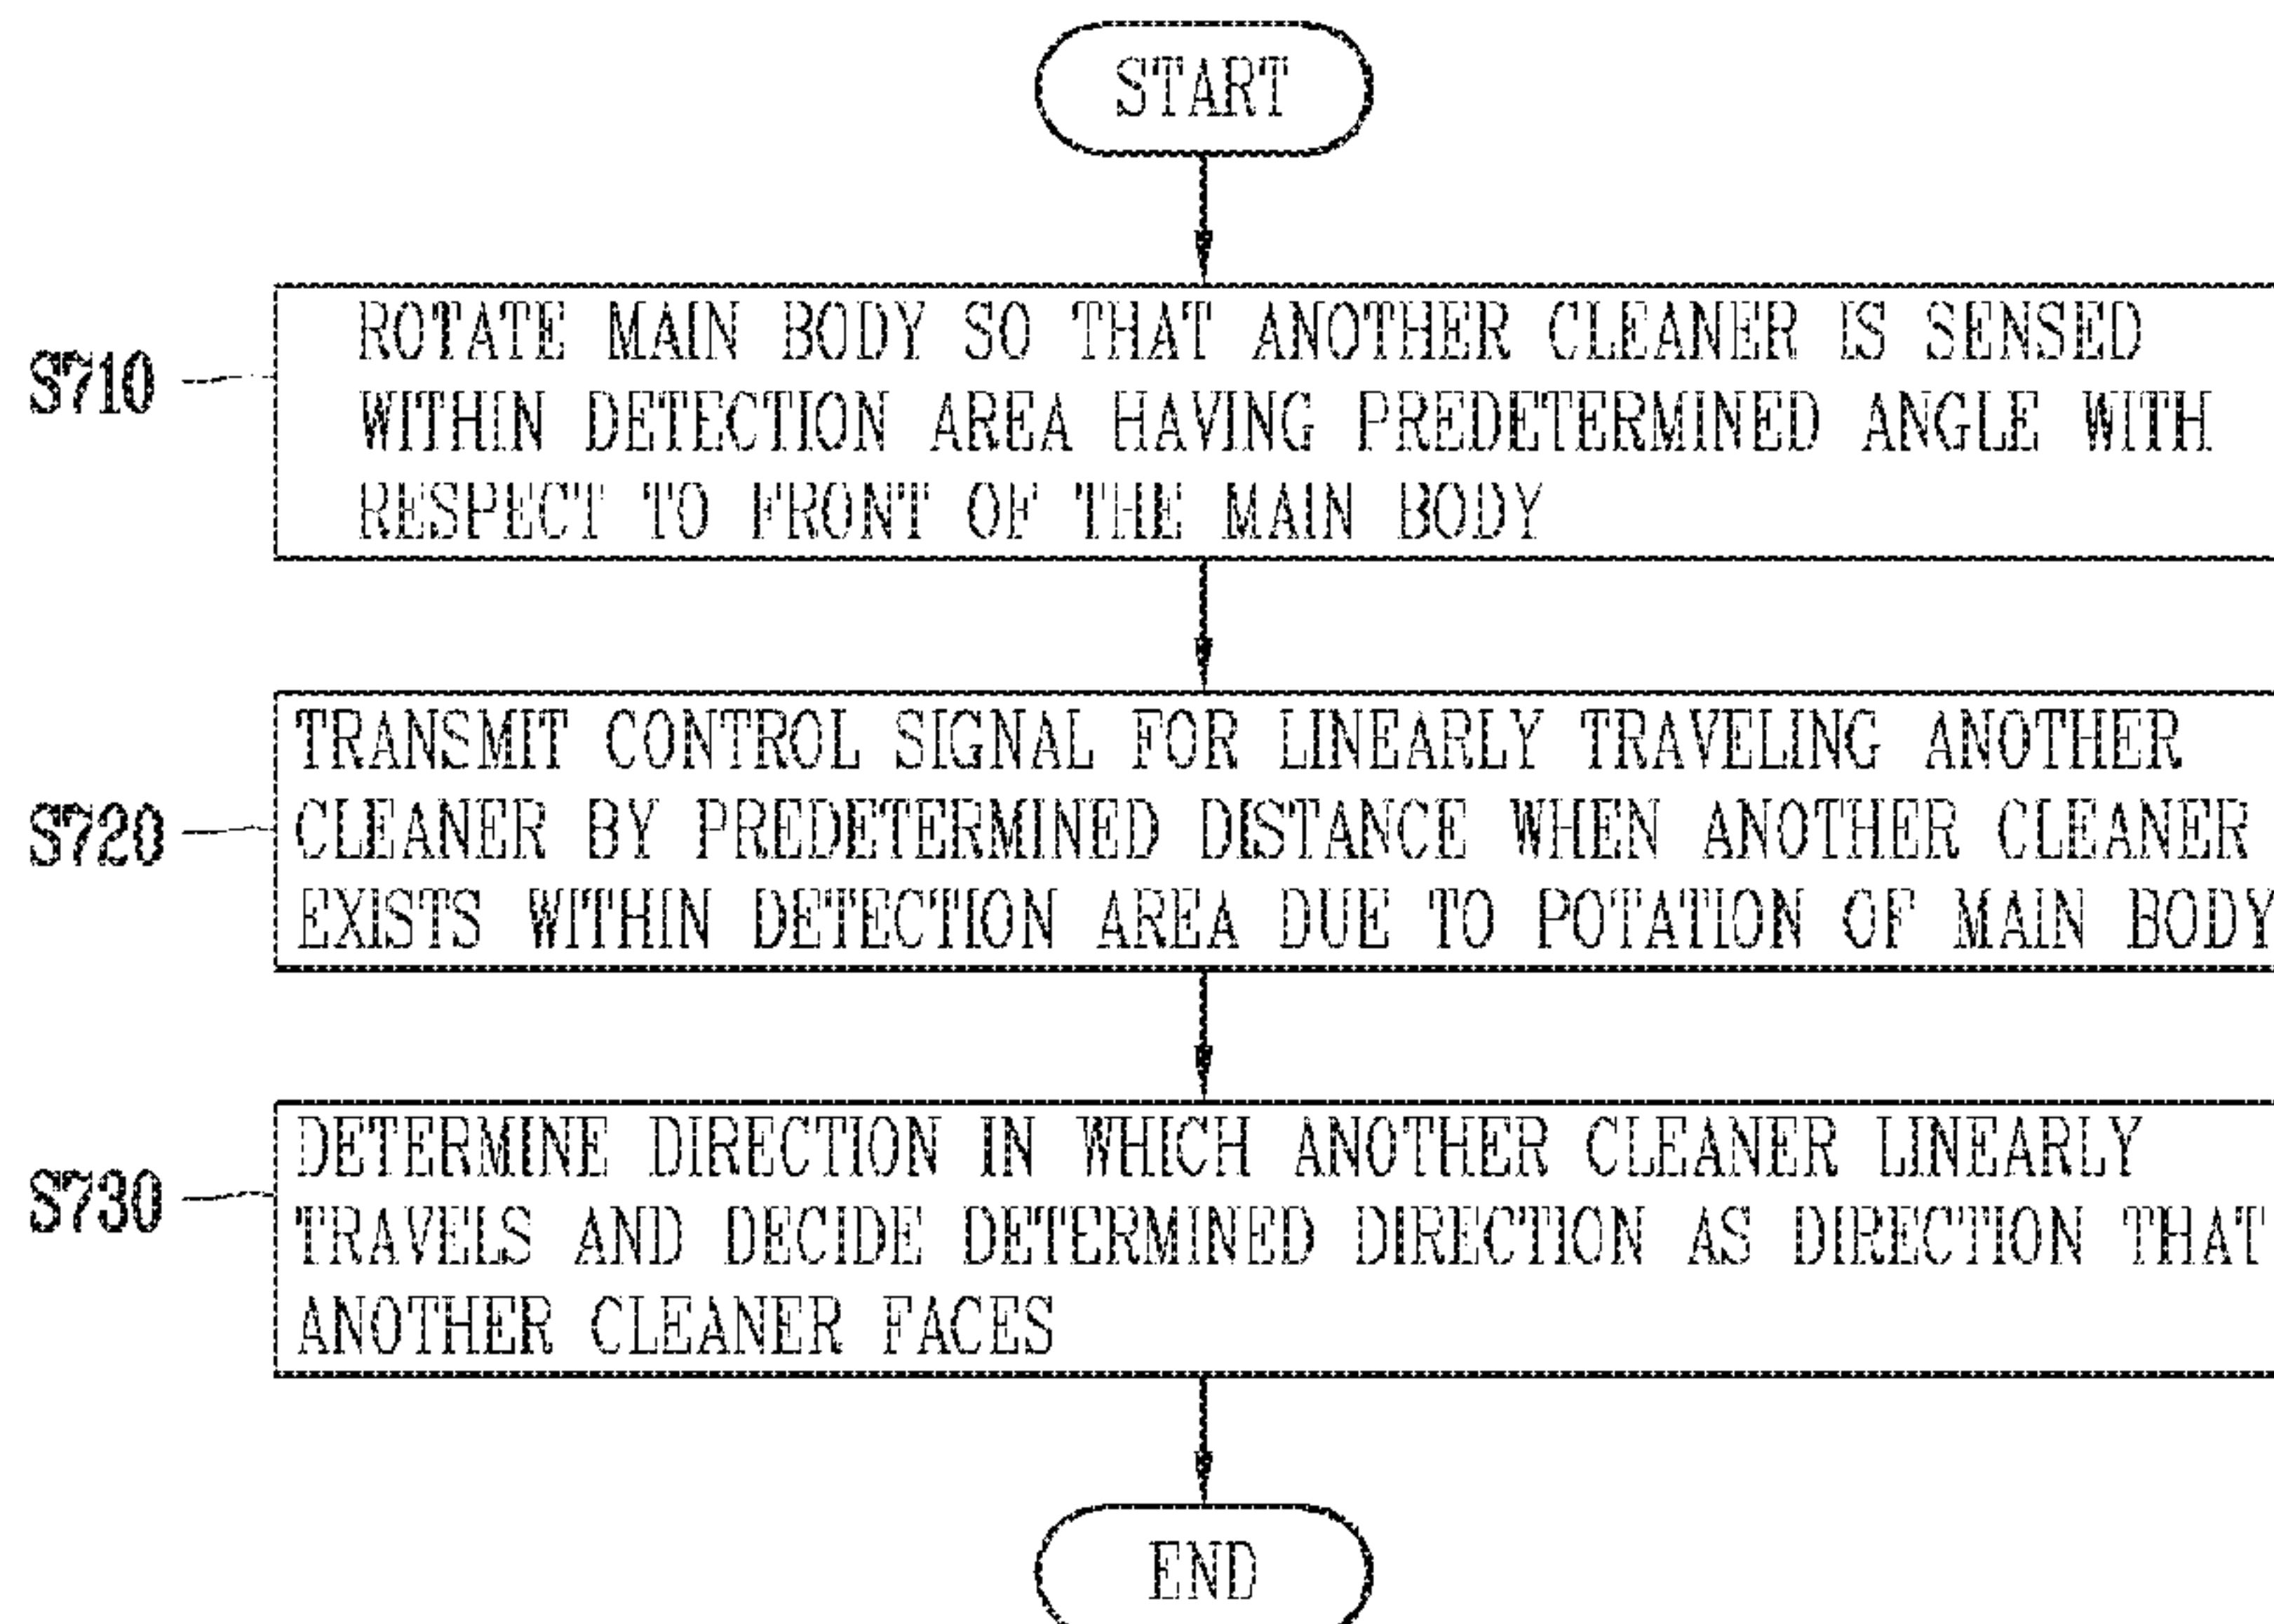 START
S710
ROTATE MAIN BODY SO THAT ANOTHER CLEANER IS SENSED
WITHIN DETECTION AREA HAVING PREDETERMINED ANGLE WITH
RESPECT TO FRONT OF THE MAIN BODY
S720
TRANSMIT CONTROL SIGNAL FOR LINEARLY TRAVELING ANOTHER
CLEANER BY PREDETERMINED DISTANCE WHEN ANOTHER CLEANER
EXISTS WITHIN DETECTION AREA DUE TO POTATION OF MAIN BODY
S730
DETERMINE DIRECTION IN WHICH ANOTHER CLEANER LINEARLY
TRAVELS AND DECIDE DETERMINED DIRECTION AS DIRECTION THAT
ANOTHER CLEANER FACES
END